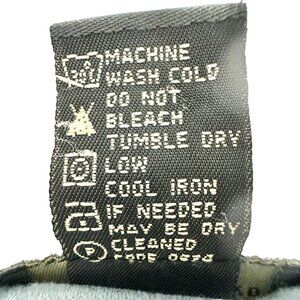 MACHINE
WASH COLD
DO NOT
BLEACH
TUMBLE DRY
LOW
COOL IRON
IF NEEDED
MAY BE DRY
CLEANED